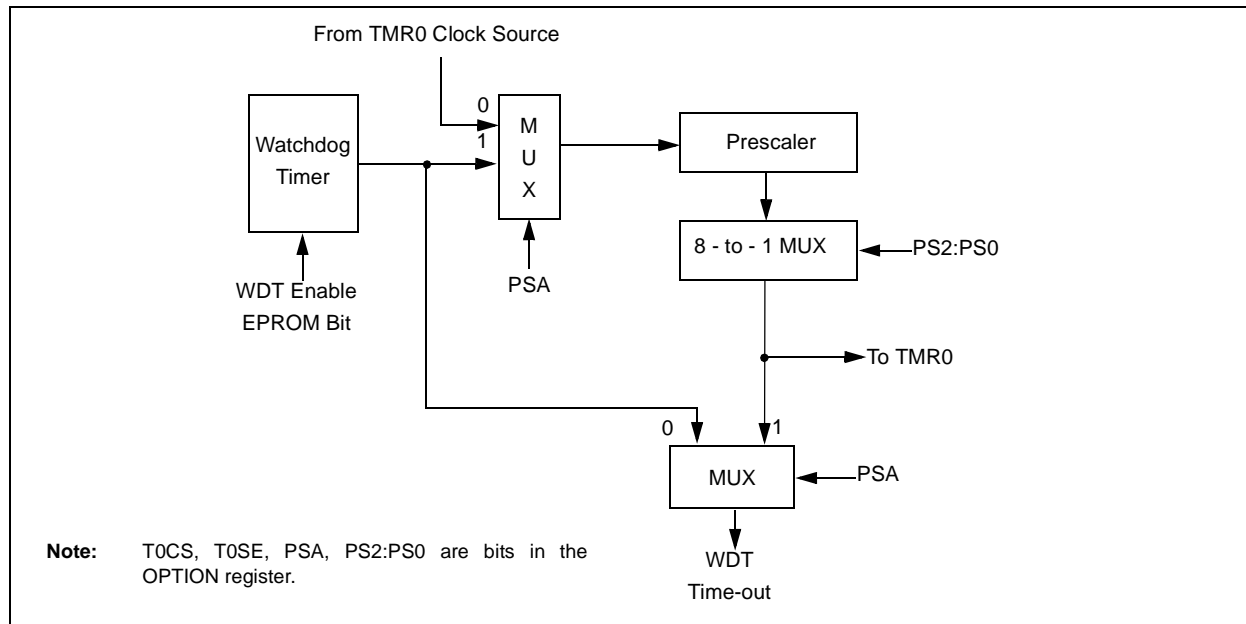 From TMR0 Clock Source
0
1
M
U
X
Watchdog
Timer
Prescaler
8 - to - 1 MUX
PS2:PS0
PSA
WDT Enable
EPROM Bit
To TMR0
0
1
MUX
PSA
WDT
Time-out
Note: T0CS, T0SE, PSA, PS2:PS0 are bits in the
OPTION register.